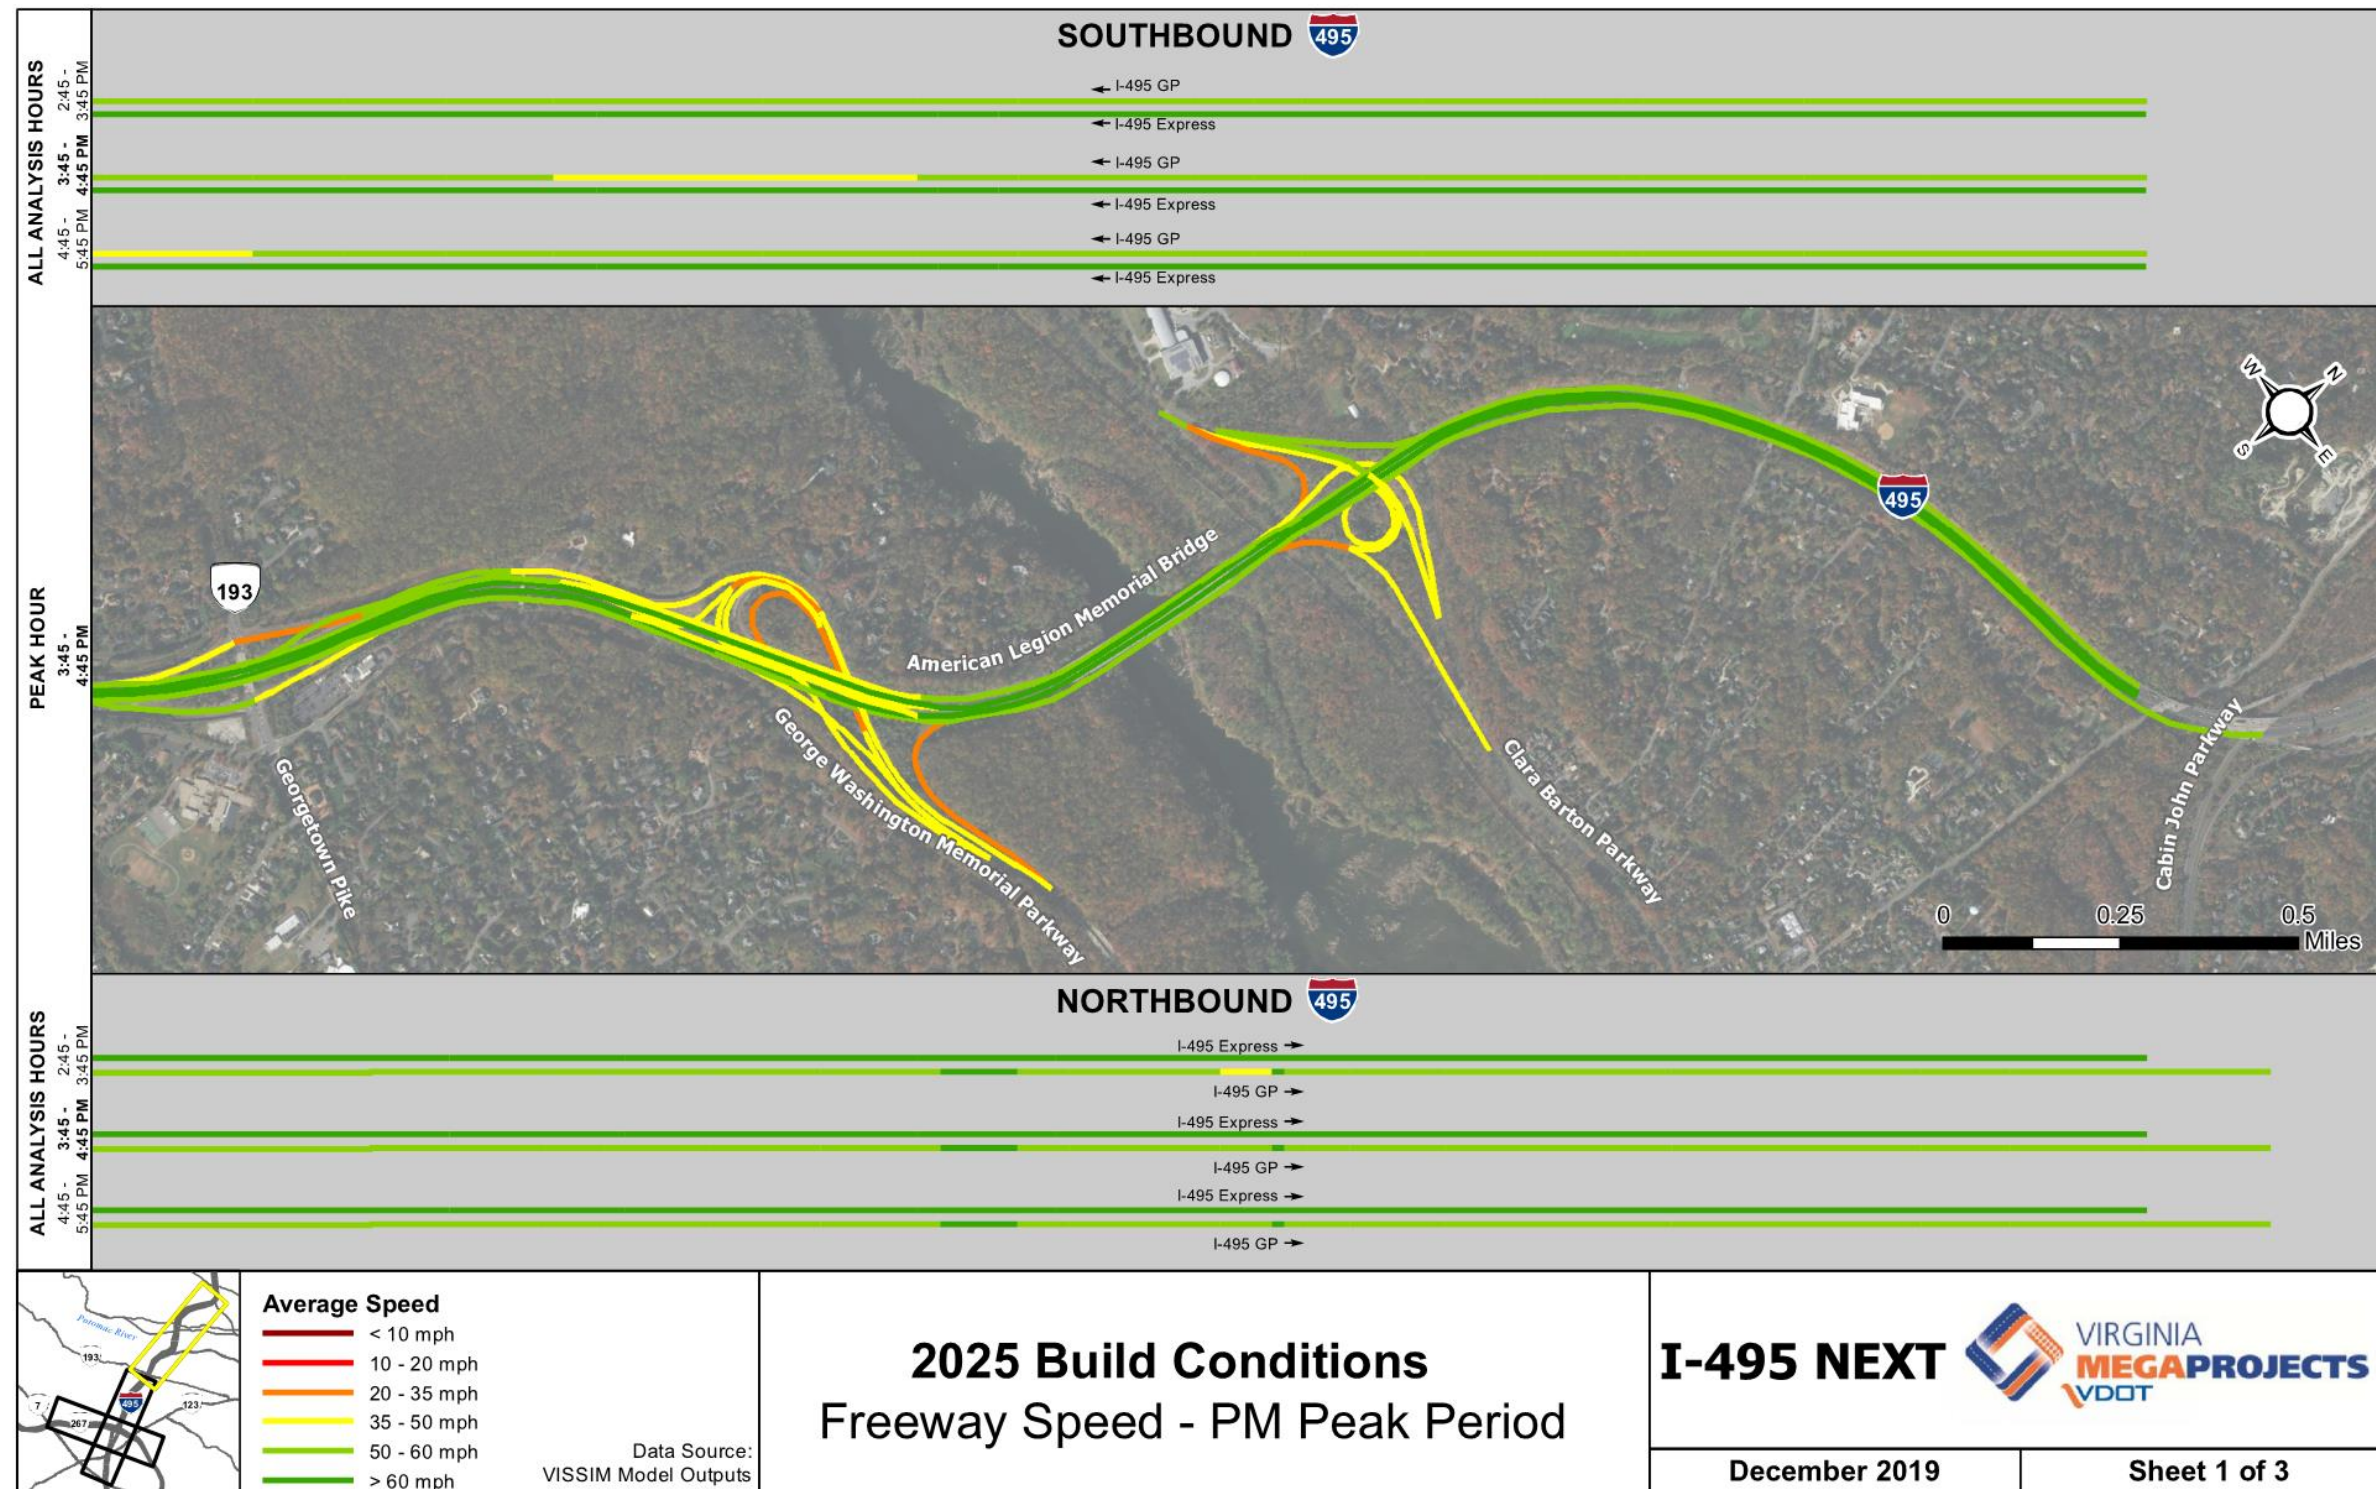 SOUTHBOUND 495
ALL ANALYSIS HOURS
2:45 -
3:45 PM
I-495 GP
I-495 Express
3:45 -
4:45 PM
I-495 GP
I-495 Express
4:45 -
5:45 PM
I-495 GP
I-495 Express
PEAK HOUR
3:45 -
4:45 PM
193
495
American Legion Memorial Bridge
George Washington Memorial Parkway
Georgetown Pike
Clara Barton Parkway
Cabin John Parkway
W
N
S
E
0 0.25 0.5
Miles
NORTHBOUND 495
ALL ANALYSIS HOURS
2:45 -
3:45 PM
I-495 Express
I-495 GP
3:45 -
4:45 PM
I-495 Express
I-495 GP
4:45 -
5:45 PM
I-495 Express
I-495 GP
Potomac River
193
495
7
267
123
Average Speed
< 10 mph
10 - 20 mph
20 - 35 mph
35 - 50 mph
50 - 60 mph
> 60 mph
Data Source:
VISSIM Model Outputs
2025 Build Conditions
Freeway Speed - PM Peak Period
I-495 NEXT
VIRGINIA
MEGAPROJECTS
VDOT
December 2019
Sheet 1 of 3